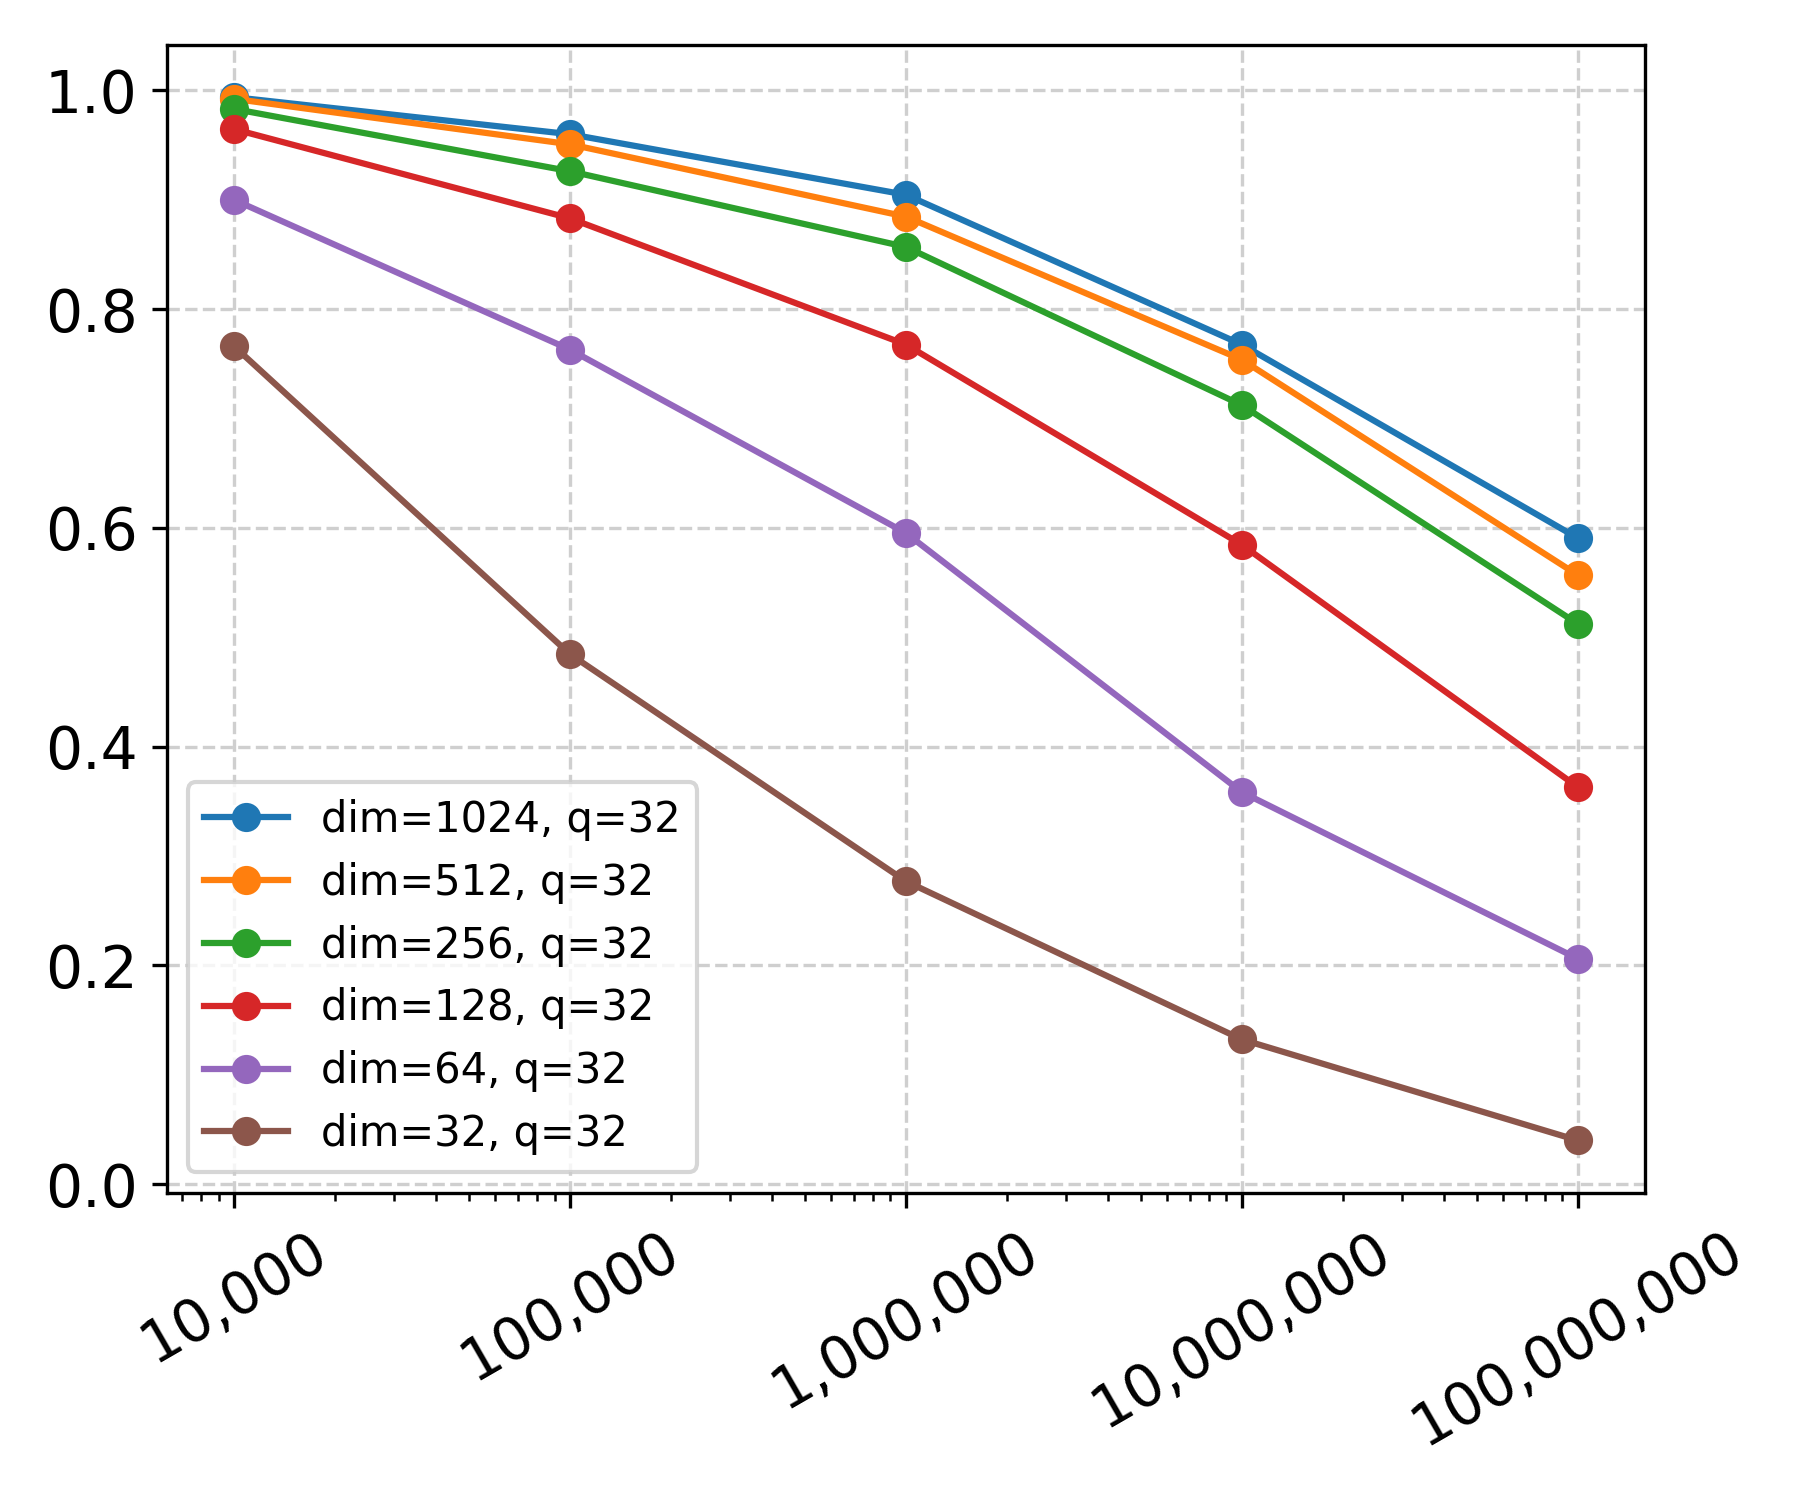 1.0
0.8
0.6
0.4
0.2
0.0
dim=1024, q=32
dim=512, q=32
dim=256, q=32
dim=128, q=32
dim=64, q=32
dim=32, q=32
10,000
100,000
1,000,000
10,000,000
100,000,000